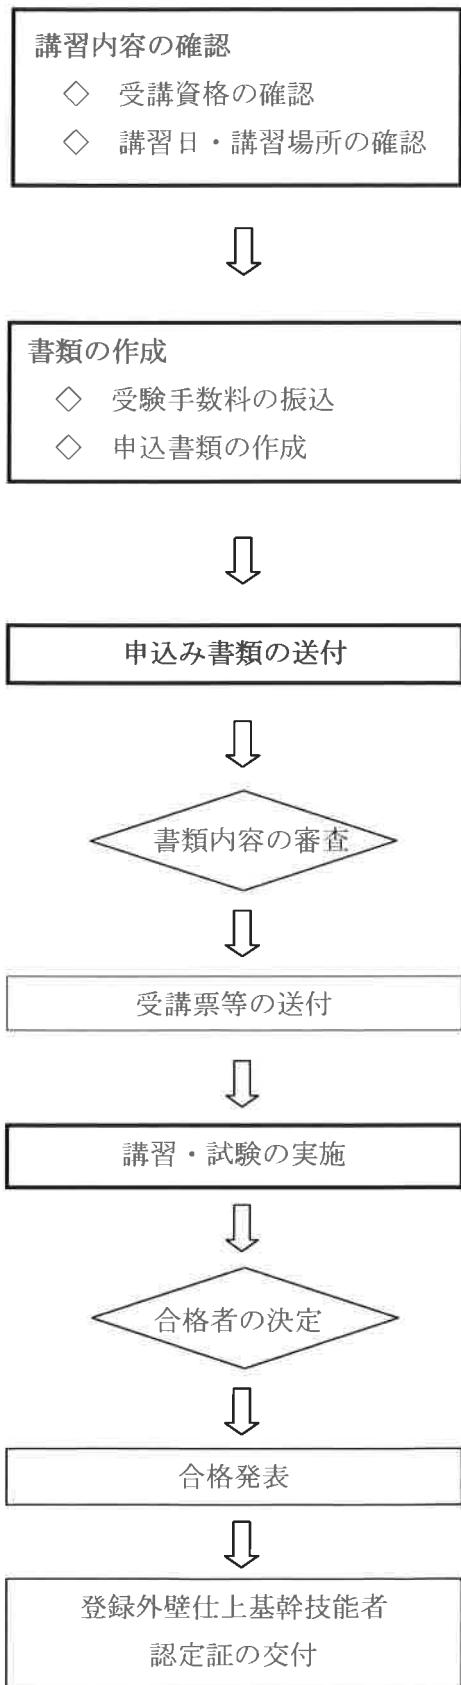 講習内容の確認
◇ 受講資格の確認
◇ 講習日・講習場所の確認
書類の作成
◇ 受験手数料の振込
◇ 申込書類の作成
申込み書類の送付
書類内容の審査
受講票等の送付
講習・試験の実施
合格者の決定
合格発表
登録外壁仕上基幹技能者
認定証の交付